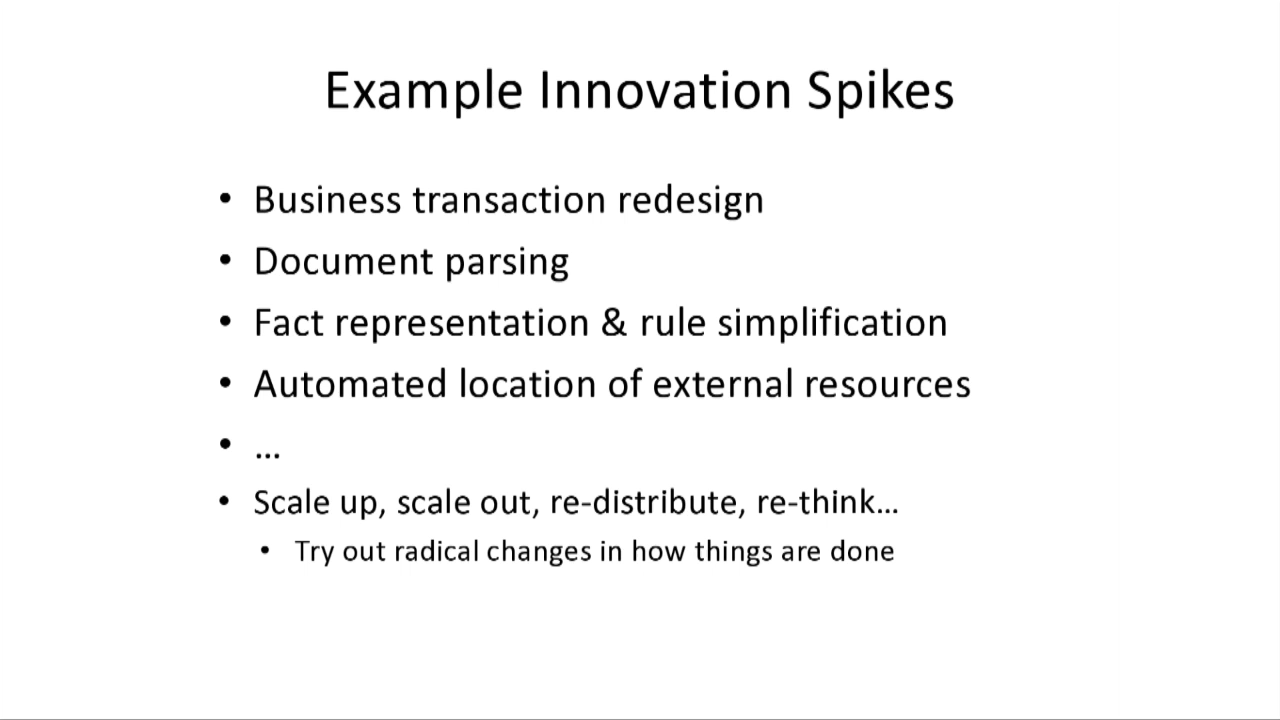 Example Innovation Spikes
• Business transaction redesign
• Document parsing
• Fact representation & rule simplification
• Automated location of external resources
• ...
• Scale up, scale out, re-distribute, re-think...
• Try out radical changes in how things are done